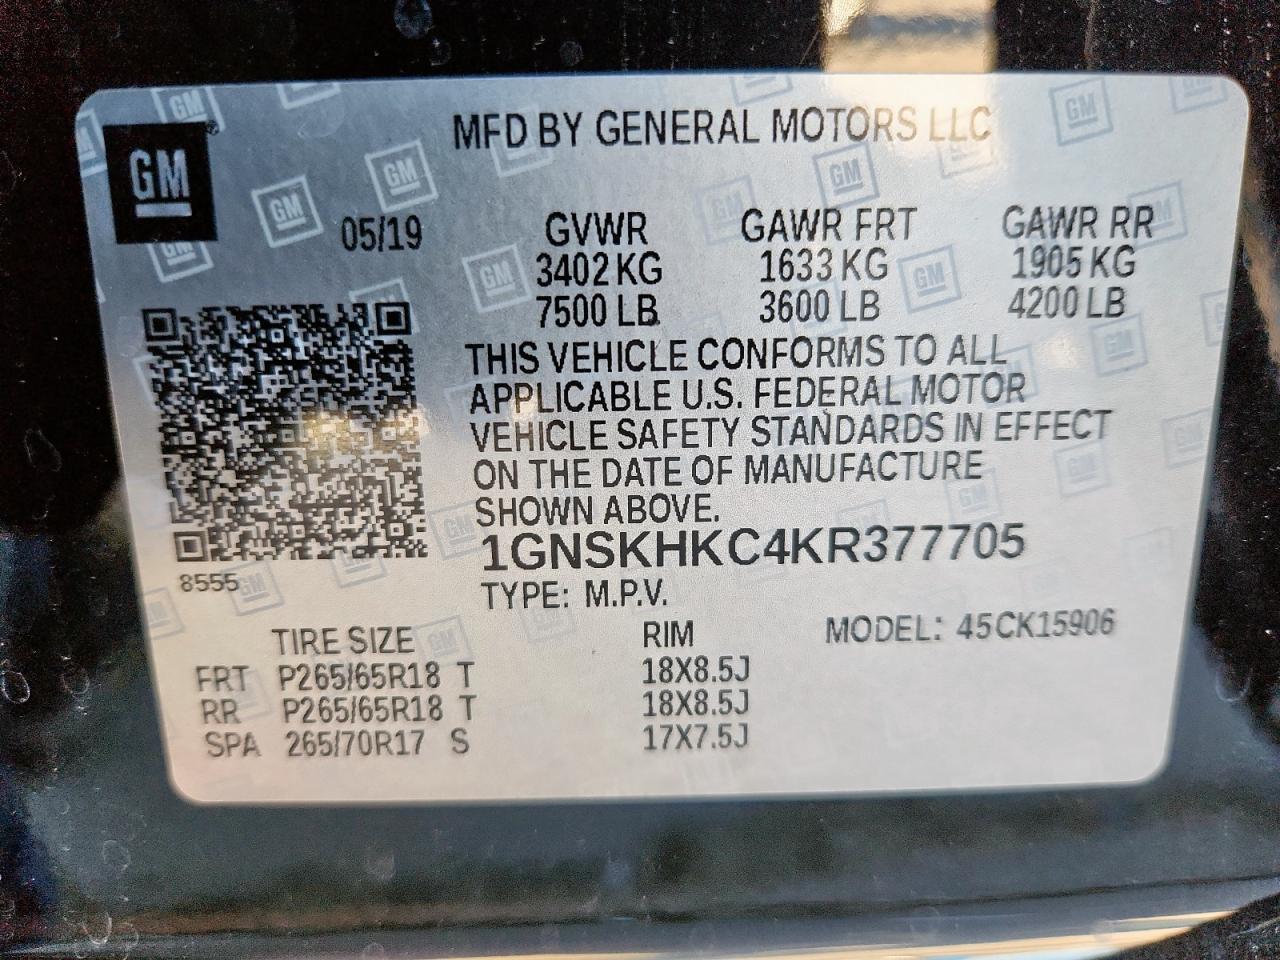 GM
MFD BY GENERAL MOTORS LLC
05/19
GVWR GAWR FRT GAWR RR
3402 KG 1633 KG 1905 KG
7500 LB 3600 LB 4200 LB
THIS VEHICLE CONFORMS TO ALL
APPLICABLE U.S. FEDERAL MOTOR
VEHICLE SAFETY STANDARDS IN EFFECT
ON THE DATE OF MANUFACTURE
SHOWN ABOVE.
1GNSKHKC4KR377705
8555
TYPE: M.P.V.
TIRE SIZE RIM MODEL: 45CK15906
FRT P265/65R18 T 18X8.5J
RR P265/65R18 T 18X8.5J
SPA 265/70R17 S 17X7.5J